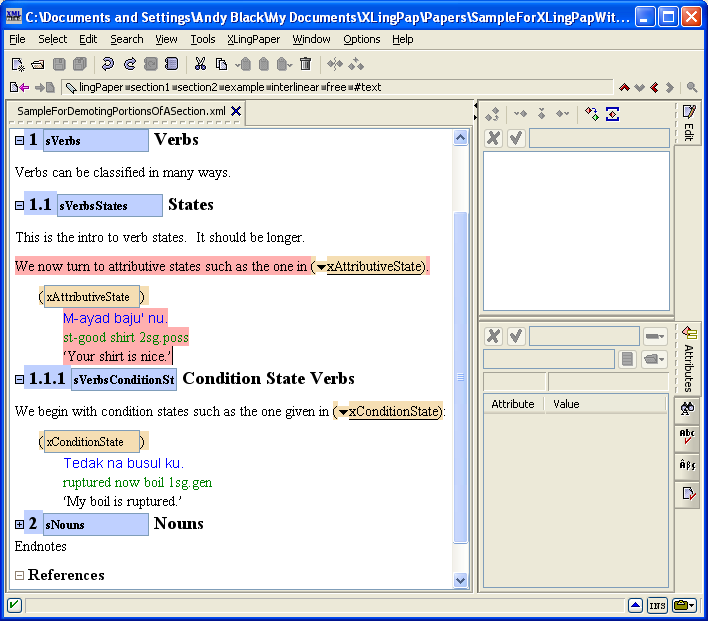 C:\Documents and Settings\Andy Black\My Documents\XLingPap\Papers\SampleForXLingPapWit...
File Select Edit Search View Tools XLingPaper Window Options Help
lingPaper section1 section2 example interlinear free #text
SampleForDemotingPortionsOfASection.xml
Edit
1 sVerbs Verbs
Verbs can be classified in many ways.
1.1 sVerbsStates States
This is the intro to verb states. It should be longer.
We now turn to attributive states such as the one in (xAttributiveState).
(xAttributiveState)
M-ayad baju' nu.
st-good shirt 2sg.poss
‘Your shirt is nice.’
1.1.1 sVerbsConditionSt Condition State Verbs
We begin with condition states such as the one given in (xConditionState):
(xConditionState)
Tedak na busul ku.
ruptured now boil 1sg.gen
‘My boil is ruptured.’
2 sNouns Nouns
Endnotes
References
Attributes
Attribute Value
Abc
Aβς
INS